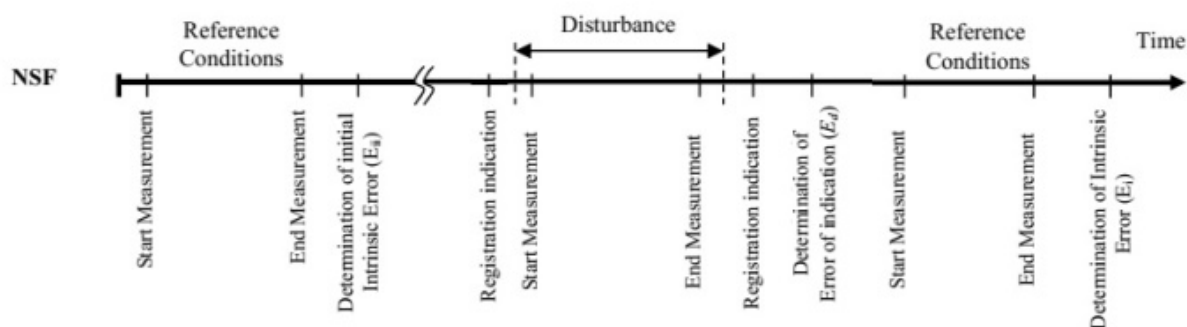 Reference
Conditions
Disturbance
Reference
Conditions
Time
NSF
Start Measurement
End Measurement
Determination of initial
Intrinsic Error (Eᵢᵢ)
Registration indication
Start Measurement
End Measurement
Registration indication
Determination of
Error of indication (E_d)
Start Measurement
End Measurement
Determination of Intrinsic
Error (Eᵢ)